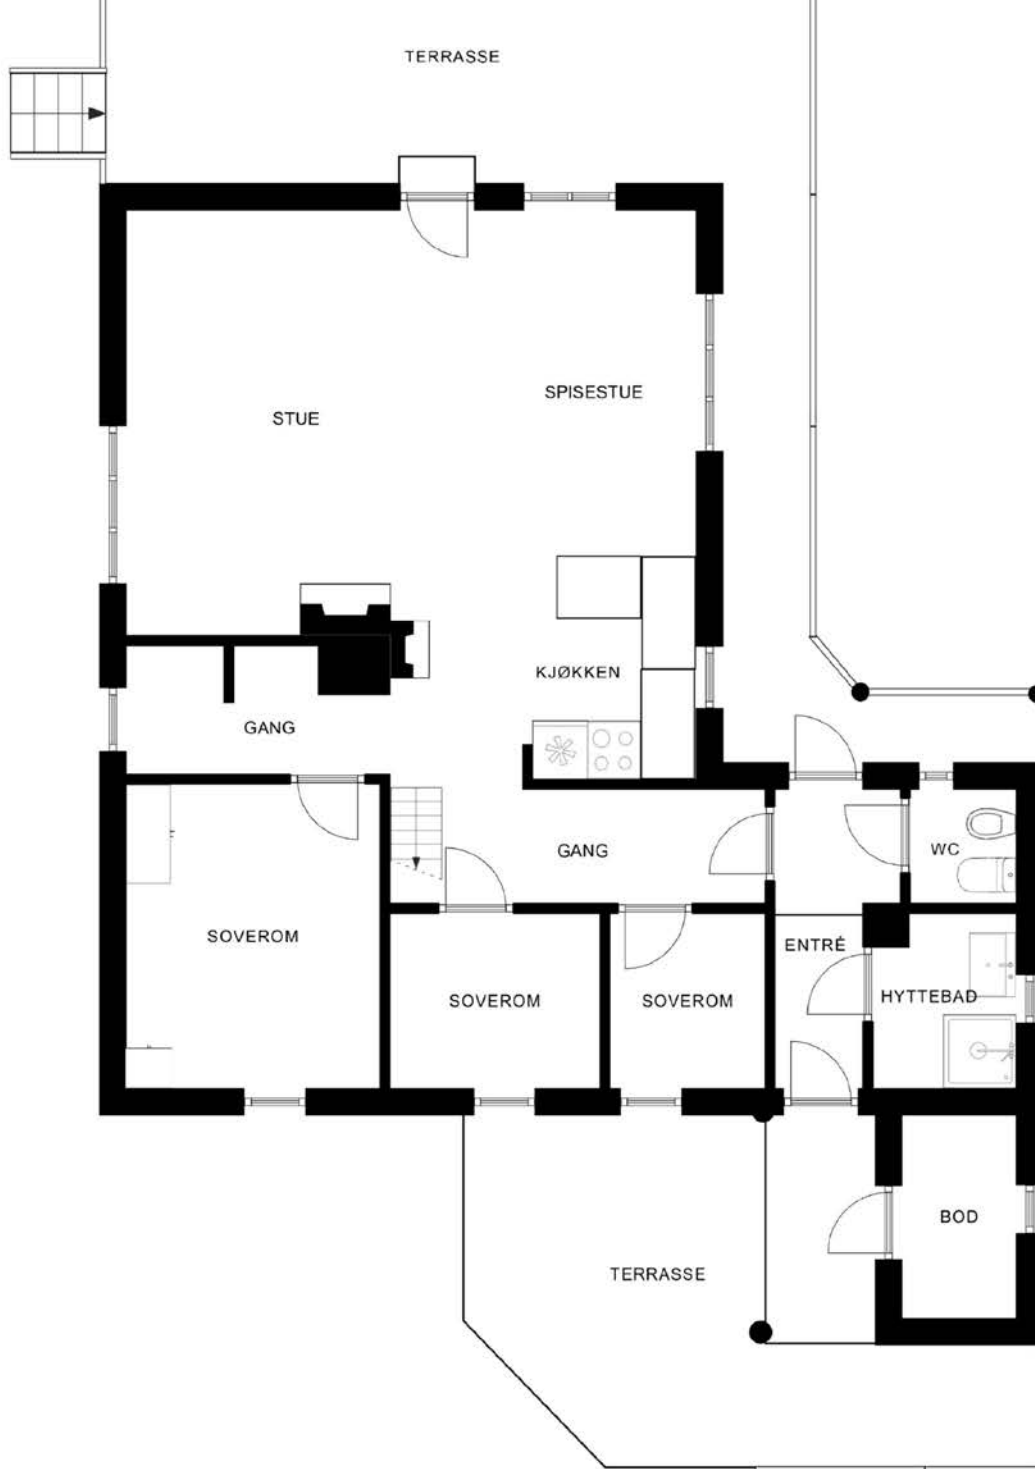 TERRASSE
SPISESTUE
STUE
KJØKKEN
GANG
GANG
WC
SOVEROM
ENTRÉ
SOVEROM
SOVEROM
HYTTEBAD
BOD
TERRASSE